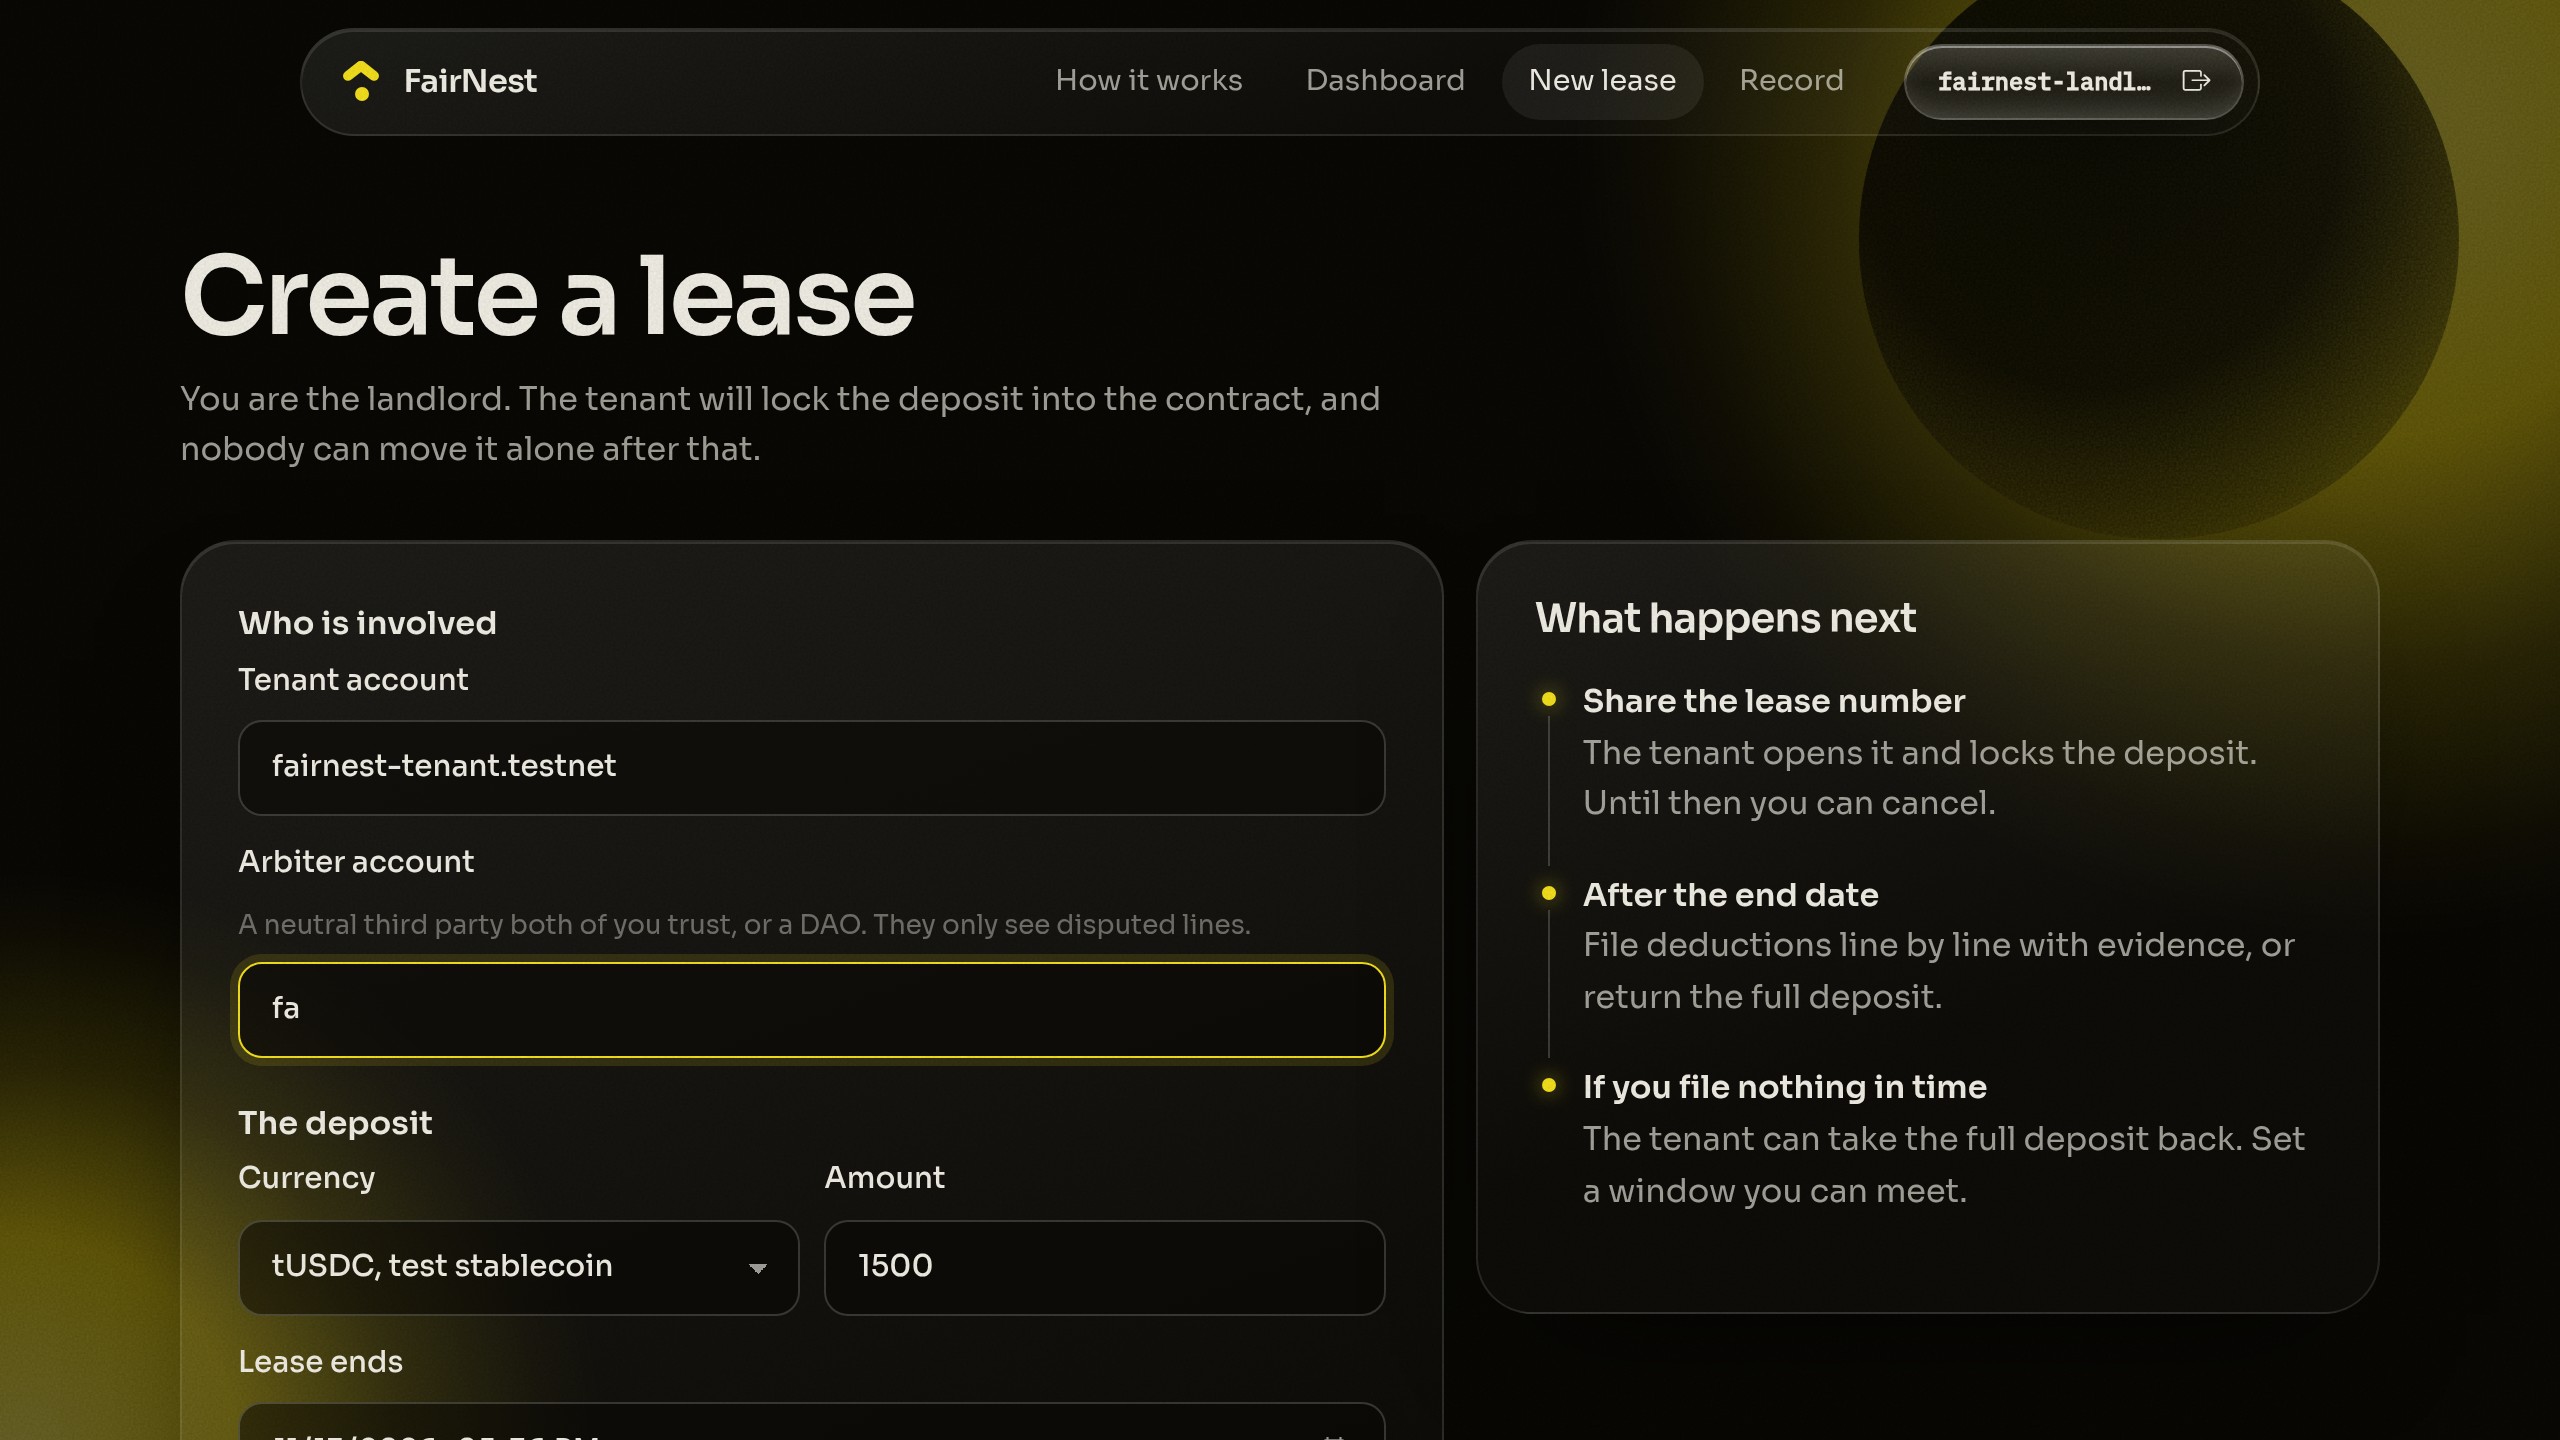 FairNest
How it works
Dashboard
New lease
Record
fairnest-landl…
Create a lease
You are the landlord. The tenant will lock the deposit into the contract, and
nobody can move it alone after that.
Who is involved
Tenant account
fairnest-tenant.testnet
Arbiter account
A neutral third party both of you trust, or a DAO. They only see disputed lines.
fa
The deposit
Currency
Amount
tUSDC, test stablecoin
1500
Lease ends
What happens next
Share the lease number
The tenant opens it and locks the deposit.
Until then you can cancel.
After the end date
File deductions line by line with evidence, or
return the full deposit.
If you file nothing in time
The tenant can take the full deposit back. Set
a window you can meet.